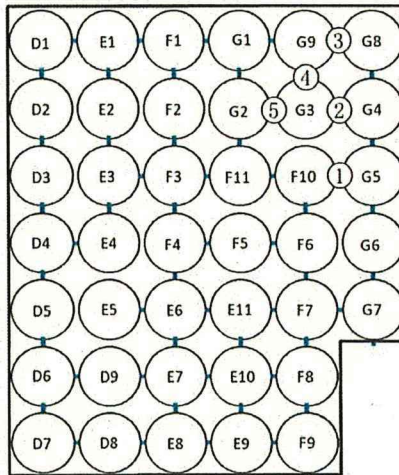 D1 E1 F1 G1 G9 3 G8
4
D2 E2 F2 G2 5 G3 2 G4
D3 E3 F3 F11 F10 1 G5
D4 E4 F4 F5 F6 G6
D5 E5 E6 E11 F7 G7
D6 D9 E7 E10 F8
D7 D8 E8 E9 F9